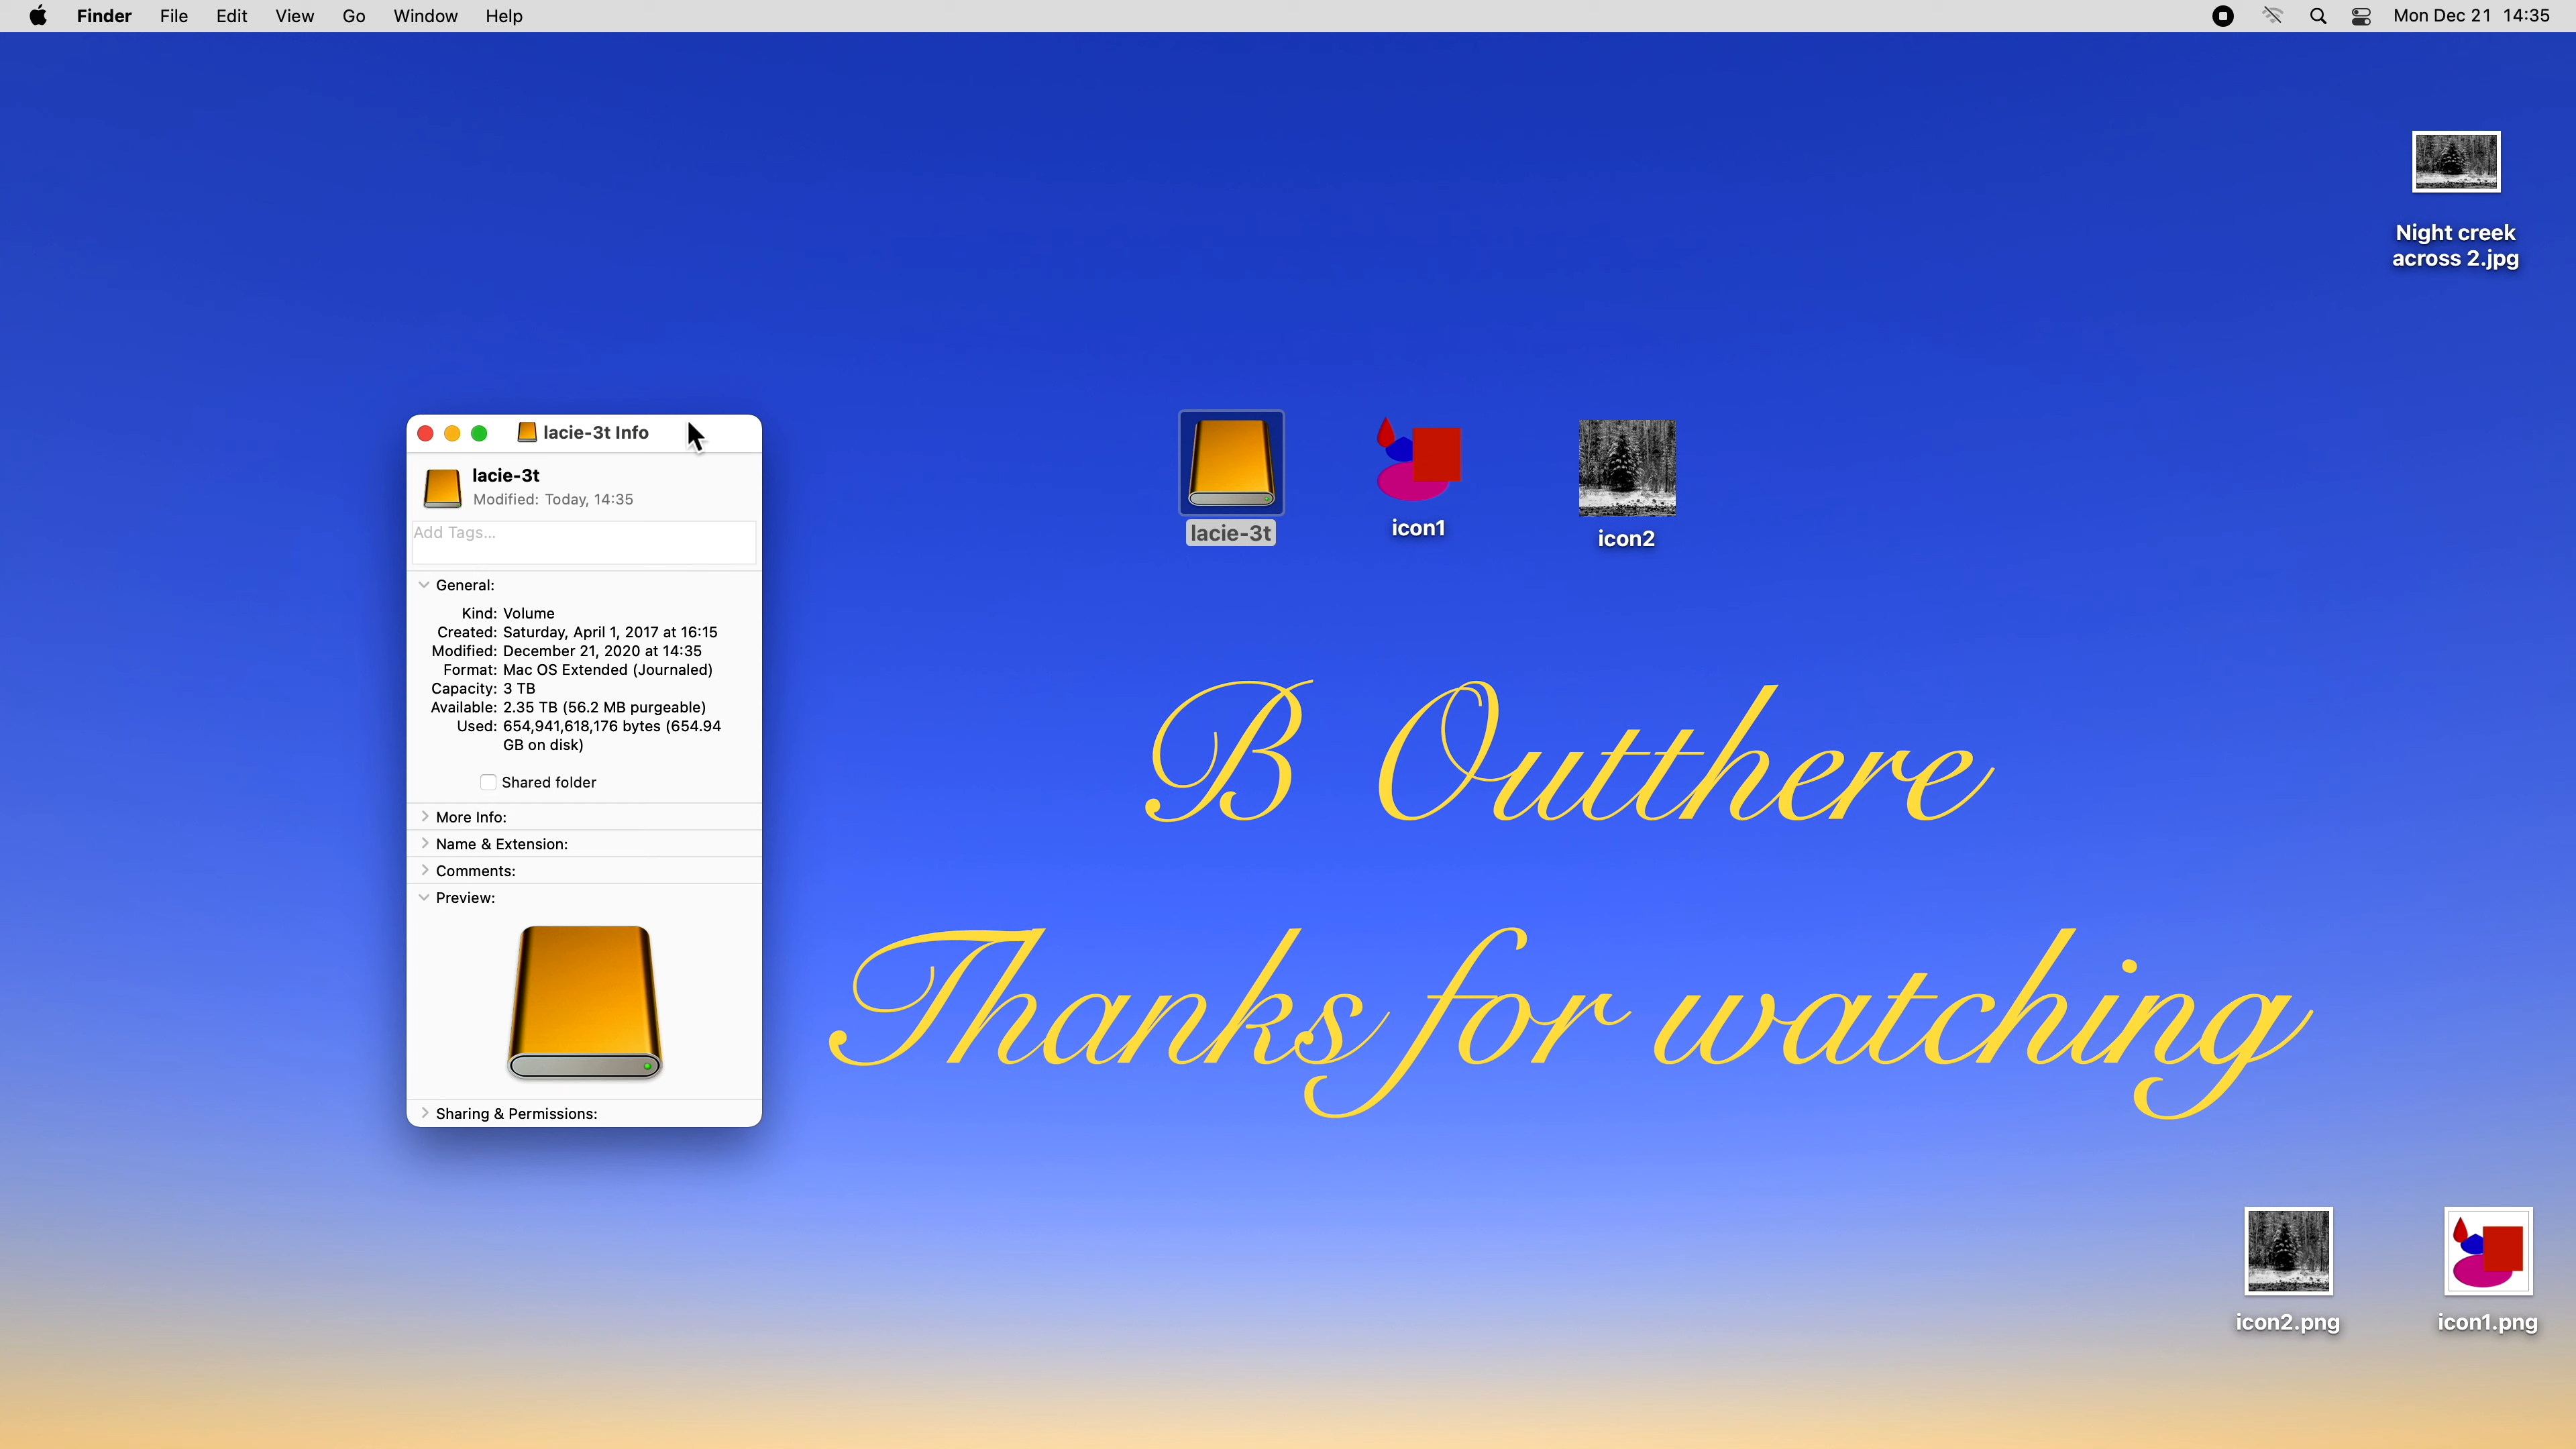 Finder File Edit View Go Window Help Mon Dec 21 14:35
Night creek
across 2.jpg
lacie-3t Info
lacie-3t
Modified: Today, 14:35
Add Tags...
General:
Kind: Volume
Created: Saturday, April 1, 2017 at 16:15
Modified: December 21, 2020 at 14:35
Format: Mac OS Extended (Journaled)
Capacity: 3 TB
Available: 2.35 TB (56.2 MB purgeable)
Used: 654,941,618,176 bytes (654.94
GB on disk)
Shared folder
More Info:
Name & Extension:
Comments:
Preview:
Sharing & Permissions:
lacie-3t
icon1
icon2
B Outthere
Thanks for watching
icon2.png
icon1.png